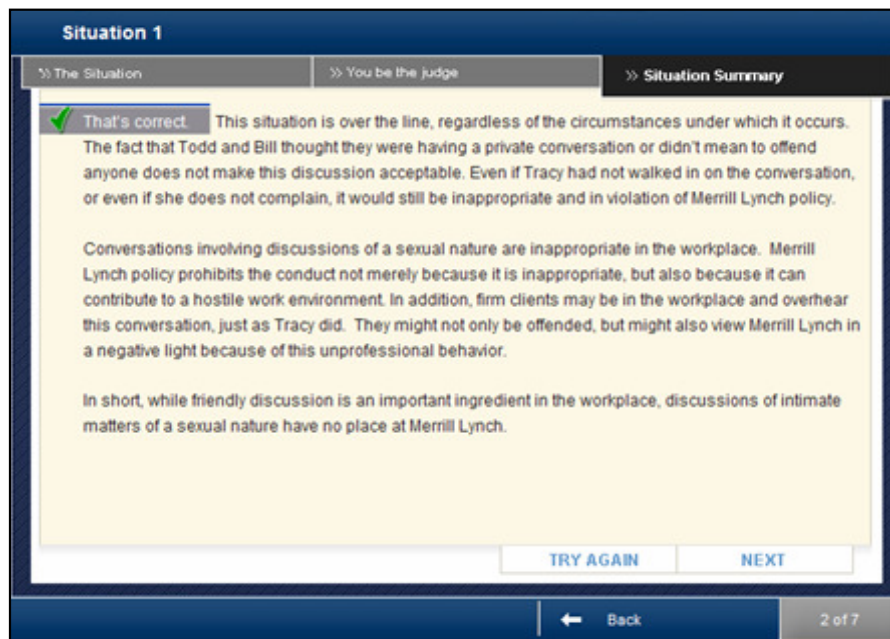 Situation 1
>> The Situation
>> You be the judge
>> Situation Summary
That's correct. This situation is over the line, regardless of the circumstances under which it occurs.
The fact that Todd and Bill thought they were having a private conversation or didn't mean to offend
anyone does not make this discussion acceptable. Even if Tracy had not walked in on the conversation,
or even if she does not complain, it would still be inappropriate and in violation of Merrill Lynch policy.
Conversations involving discussions of a sexual nature are inappropriate in the workplace. Merrill
Lynch policy prohibits the conduct not merely because it is inappropriate, but also because it can
contribute to a hostile work environment. In addition, firm clients may be in the workplace and overhear
this conversation, just as Tracy did. They might not only be offended, but might also view Merrill Lynch in
a negative light because of this unprofessional behavior.
In short, while friendly discussion is an important ingredient in the workplace, discussions of intimate
matters of a sexual nature have no place at Merrill Lynch.
TRY AGAIN
NEXT
Back
2 of 7